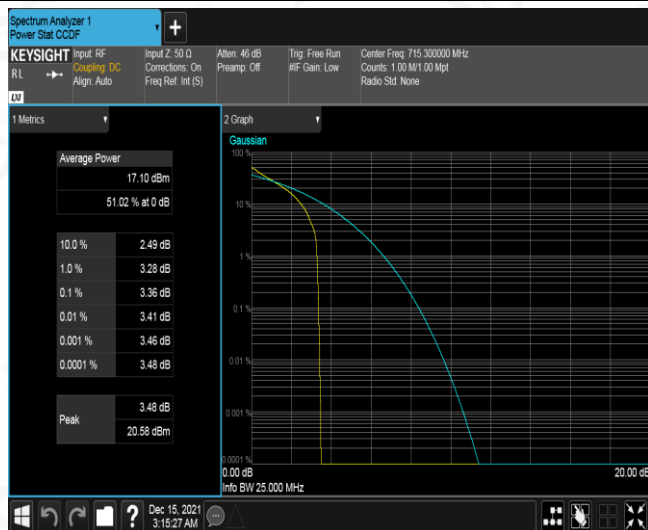 Spectrum Analyzer 1
Power Stat CCDF
+
KEYSIGHT
RL
LXI
Input: RF
Coupling: DC
Align: Auto
Input Z: 50 Ω
Corrections: On
Freq Ref: Int (S)
Atten: 46 dB
Preamp: Off
Trig: Free Run
#IF Gain: Low
Center Freq: 715.300000 MHz
Counts: 1.00 M/1.00 Mpt
Radio Std: None
1 Metrics
Average Power
17.10 dBm
51.02 % at 0 dB
10.0 % 2.49 dB
1.0 % 3.28 dB
0.1 % 3.36 dB
0.01 % 3.41 dB
0.001 % 3.46 dB
0.0001 % 3.48 dB
Peak
3.48 dB
20.58 dBm
2 Graph
Gaussian
100 %
10 %
1 %
0.1 %
0.01 %
0.001 %
0.0001 %
0.00 dB
20.00 dB
Info BW 25.000 MHz
?
Dec 15, 2021
3:15:27 AM